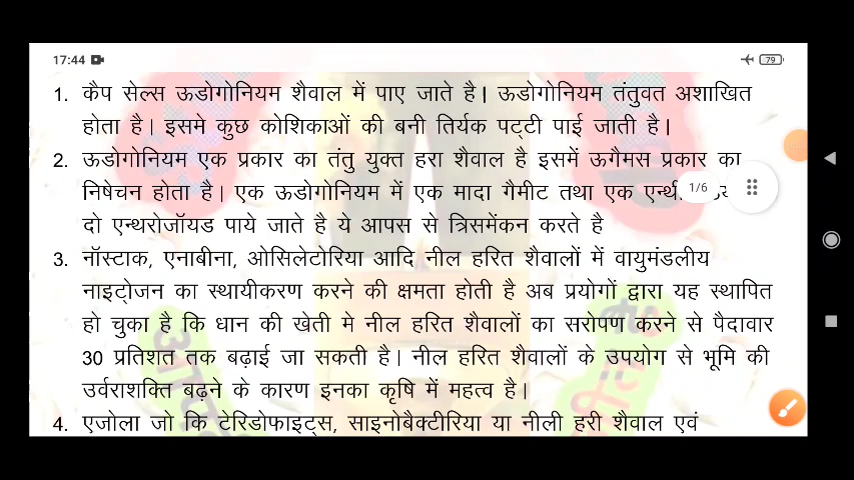 17:44
79
1. कैप सेल्स ऊडोगोनियम शैवाल में पाए जाते है। ऊडोगोनियम तंतुवत अशाखित
होता है। इसमे कुछ कोशिकाओं की बनी तिर्यक पट्टी पाई जाती है।
2. ऊडोगोनियम एक प्रकार का तंतु युक्त हरा शैवाल है इसमें ऊगैमस प्रकार का
निषेचन होता है। एक ऊडोगोनियम में एक मादा गैमीट तथा एक
1/6
दो एन्थरोजॉयड पाये जाते है ये आपस से त्रिसमेंकन करते है
3. नॉस्टाक, एनाबीना, ओसिलेटोरिया आदि नील हरित शैवालों में वायुमंडलीय
नाइट्रोजन का स्थायीकरण करने की क्षमता होती है अब प्रयोगों द्वारा यह स्थापित
हो चुका है कि धान की खेती मे नील हरित शैवालों का सरोपण करने से पैदावार
30 प्रतिशत तक बढ़ाई जा सकती है। नील हरित शैवालों के उपयोग से भूमि की
उर्वराशक्ति बढ़ने के कारण इनका कृषि में महत्व है।
4. एजोला जो कि टेरिडोफाइट्स, साइनोबैक्टीरिया या नीली हरी शैवाल एवं